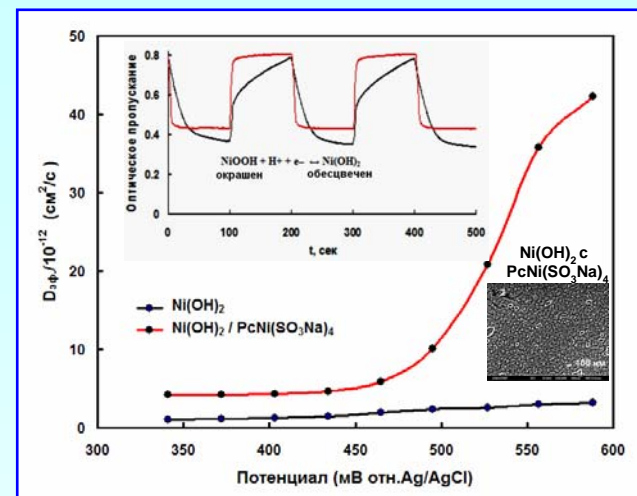 50
40
30
20
10
0
Dэф./10⁻¹² (см²/с)
300 350 400 450 500 550 600
Потенциал (мВ отн.Ag/AgCl)
Ni(OH)₂
Ni(OH)₂ / PcNi(SO₃Na)₄
Оптическое пропускание
0.8
0.6
0.4
0.2
0
0 100 200 300 400 500
t, сек
NiOOH + H+ + e– ↔ Ni(OH)₂
окрашен обесцвечен
Ni(OH)₂ с
PcNi(SO₃Na)₄
100 нм